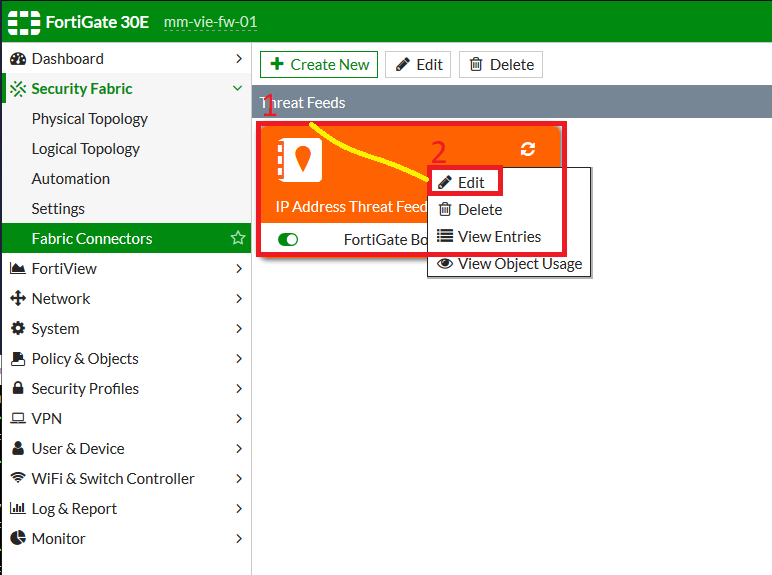 FortiGate 30E mm-vie-fw-01
Dashboard
Security Fabric
Physical Topology
Logical Topology
Automation
Settings
Fabric Connectors
FortiView
Network
System
Policy & Objects
Security Profiles
VPN
User & Device
WiFi & Switch Controller
Log & Report
Monitor
Create New Edit Delete
Threat Feeds
1
2
IP Address Threat Feed
FortiGate Bo
Edit
Delete
View Entries
View Object Usage